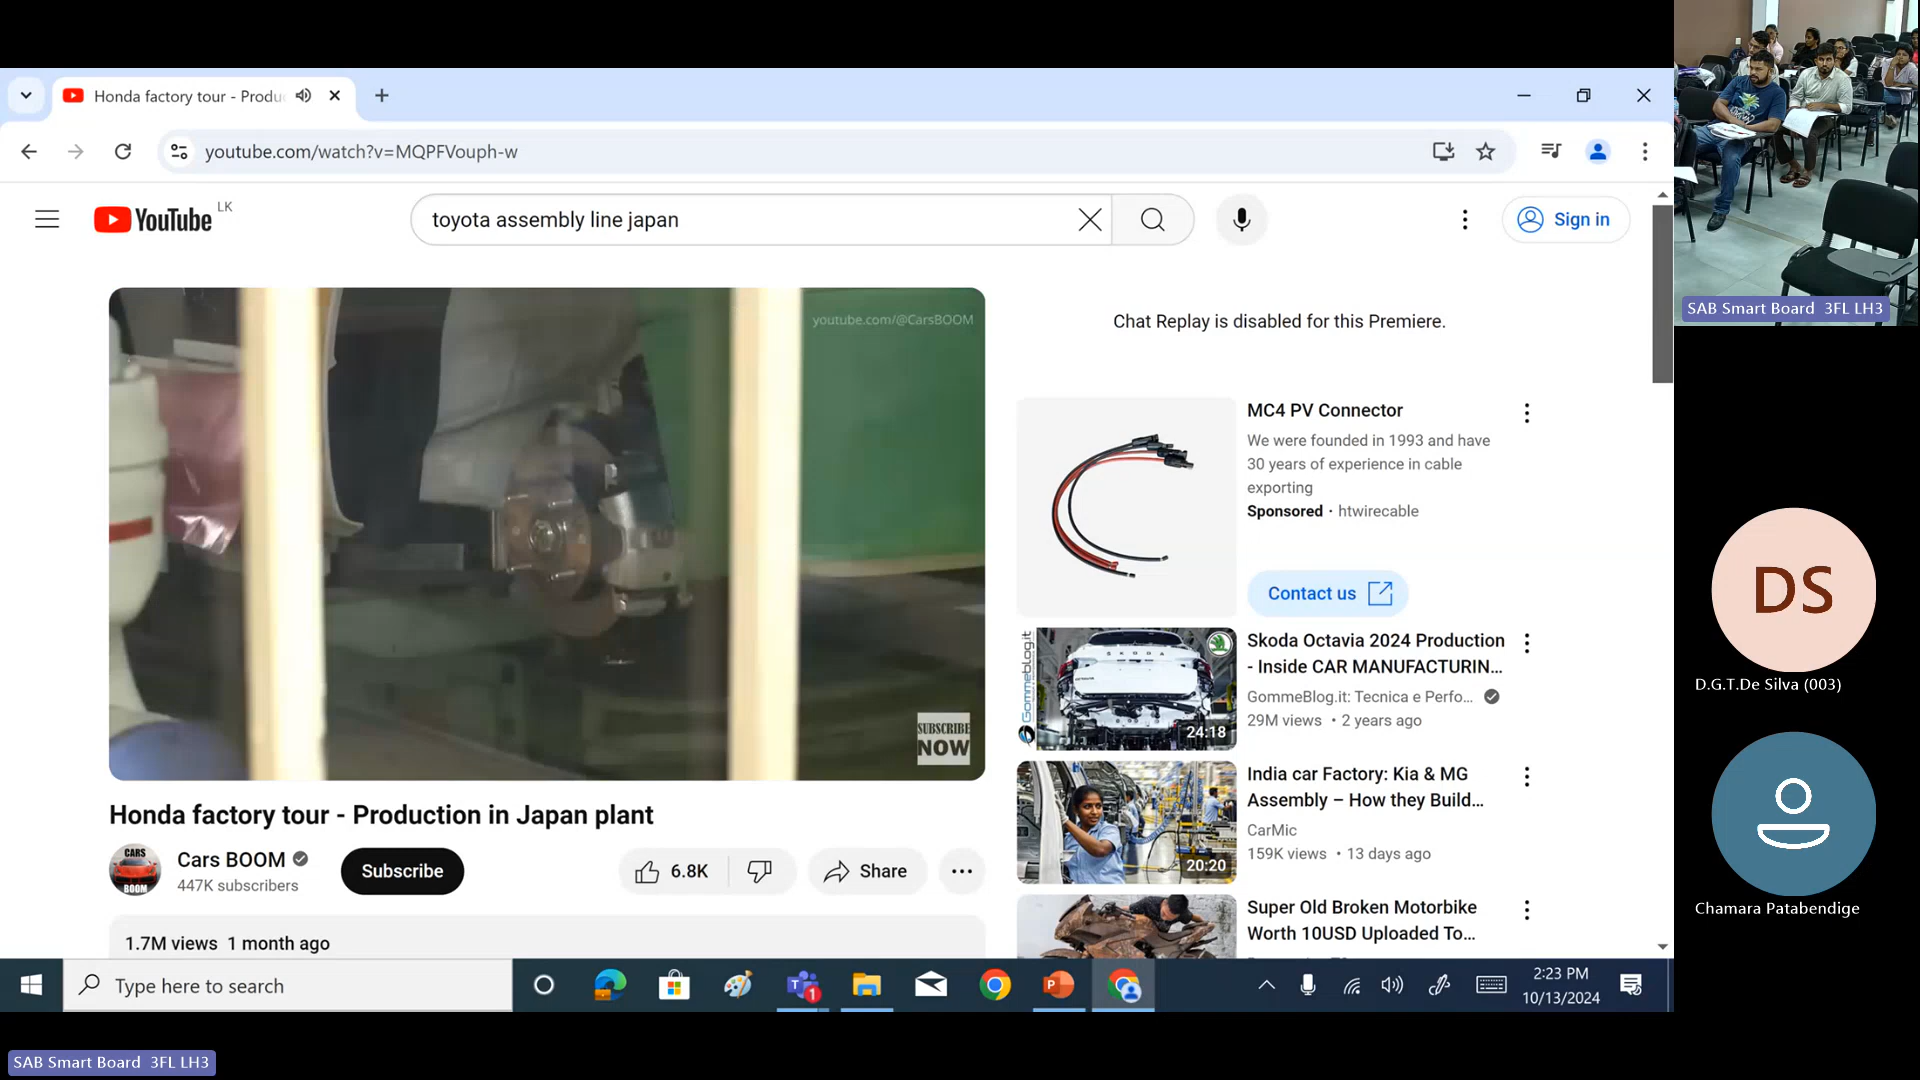 Honda factory tour - Produ
youtube.com/watch?v=MQPFVouph-w
YouTube LK
toyota assembly line japan
Sign in
youtube.com/@CarsBOOM
SUBSCRIBE
NOW
Honda factory tour - Production in Japan plant
CARS
BOOM
Cars BOOM
447K subscribers
Subscribe
6.8K
Share
1.7M views 1 month ago
Chat Replay is disabled for this Premiere.
MC4 PV Connector
We were founded in 1993 and have
30 years of experience in cable
exporting
Sponsored · htwirecable
Contact us
Gommeblog.it
SKODA
24:18
Skoda Octavia 2024 Production
- Inside CAR MANUFACTURIN...
GommeBlog.it: Tecnica e Perfo...
29M views • 2 years ago
20:20
India car Factory: Kia & MG
Assembly – How they Build...
CarMic
159K views • 13 days ago
Super Old Broken Motorbike
Worth 10USD Uploaded To...
Type here to search
1
2:23 PM
10/13/2024
SAB Smart Board 3FL LH3
SAB Smart Board 3FL LH3
DS
D.G.T.De Silva (003)
Chamara Patabendige